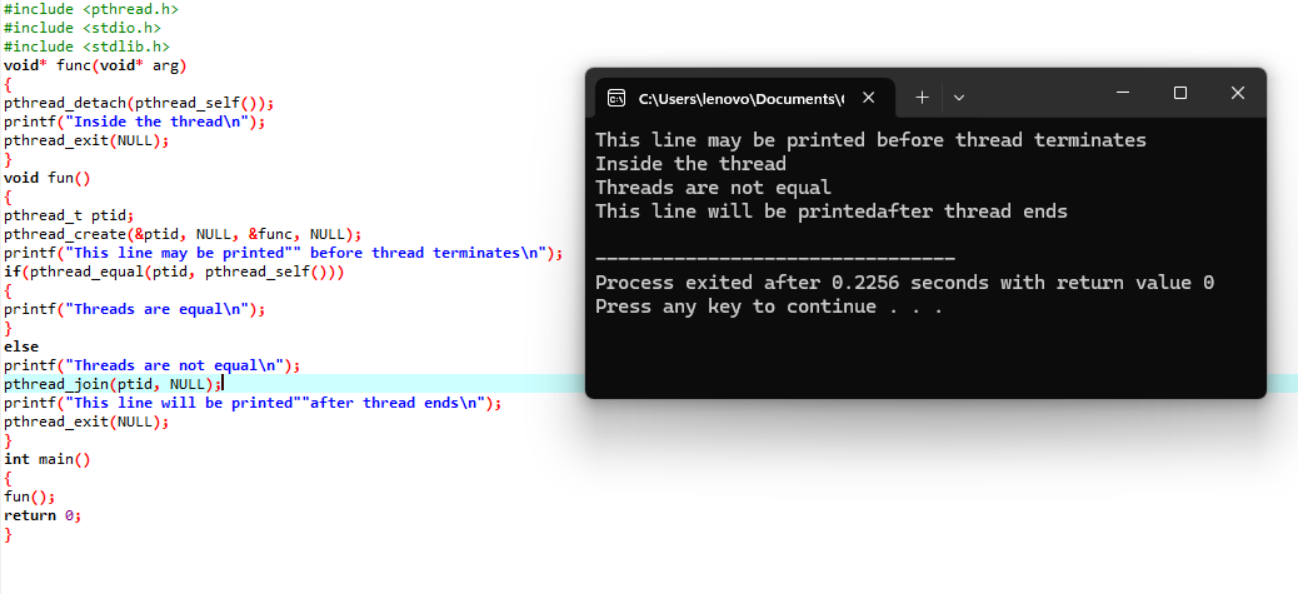 #include <pthread.h>
#include <stdio.h>
#include <stdlib.h>
void* func(void* arg)
{
pthread_detach(pthread_self());
printf("Inside the thread\n");
pthread_exit(NULL);
}
void fun()
{
pthread_t ptid;
pthread_create(&ptid, NULL, &func, NULL);
printf("This line may be printed"" before thread terminates\n");
if(pthread_equal(ptid, pthread_self()))
{
printf("Threads are equal\n");
}
else
printf("Threads are not equal\n");
pthread_join(ptid, NULL);
printf("This line will be printed""after thread ends\n");
pthread_exit(NULL);
}
int main()
{
fun();
return 0;
}
C:\Users\lenovo\Documents\
This line may be printed before thread terminates
Inside the thread
Threads are not equal
This line will be printedafter thread ends
--------------------------------
Process exited after 0.2256 seconds with return value 0
Press any key to continue . . .